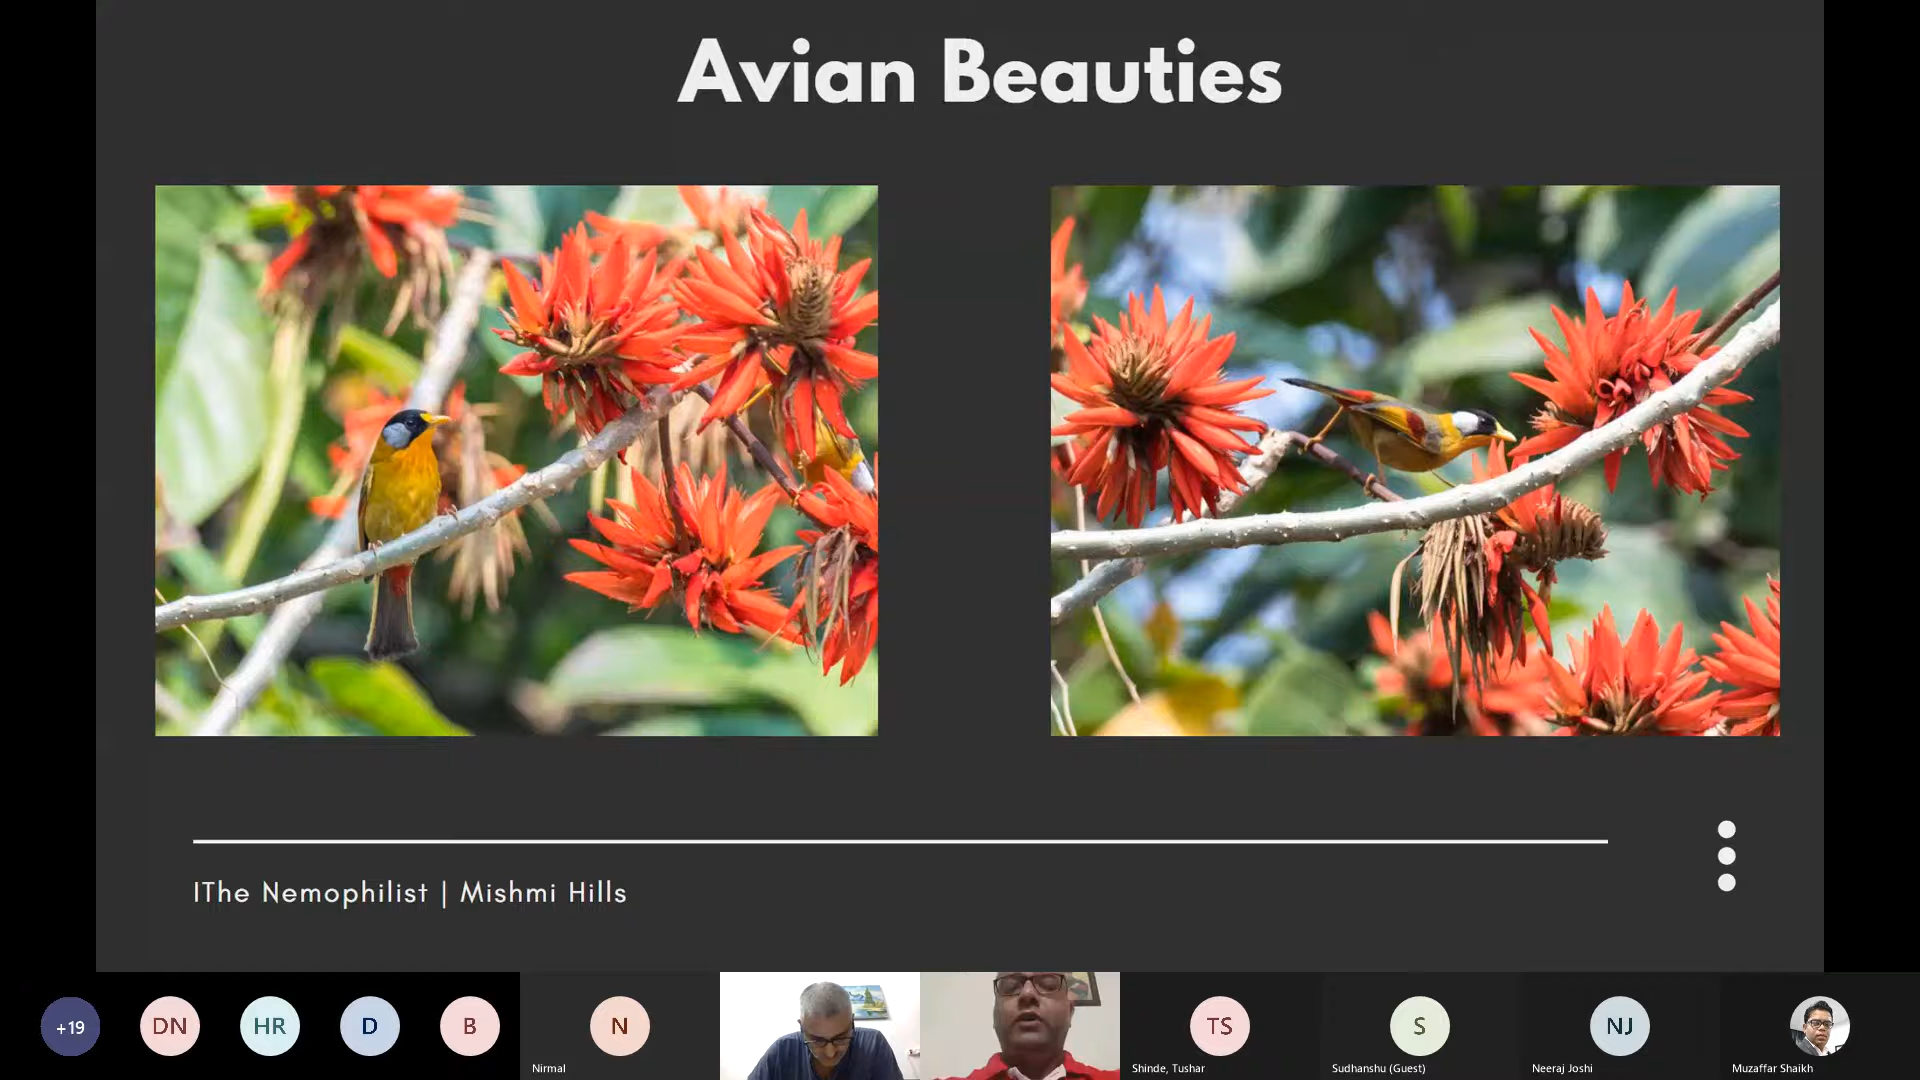 Avian Beauties
IThe Nemophilist | Mishmi Hills
+19
DN
HR
D
B
N
Nirmal
TS
Shinde, Tushar
S
Sudhanshu (Guest)
NJ
Neeraj Joshi
Muzaffar Shaikh